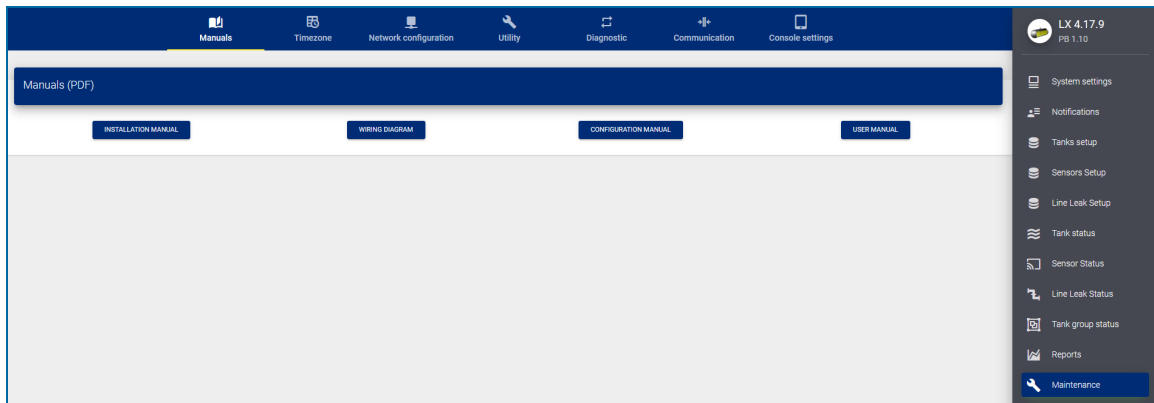 Manuals
Timezone
Network configuration
Utility
Diagnostic
Communication
Console settings
Manuals (PDF)
INSTALLATION MANUAL
WIRING DIAGRAM
CONFIGURATION MANUAL
USER MANUAL
LX 4.17.9
PB 1.10
System settings
Notifications
Tanks setup
Sensors Setup
Line Leak Setup
Tank status
Sensor Status
Line Leak Status
Tank group status
Reports
Maintenance